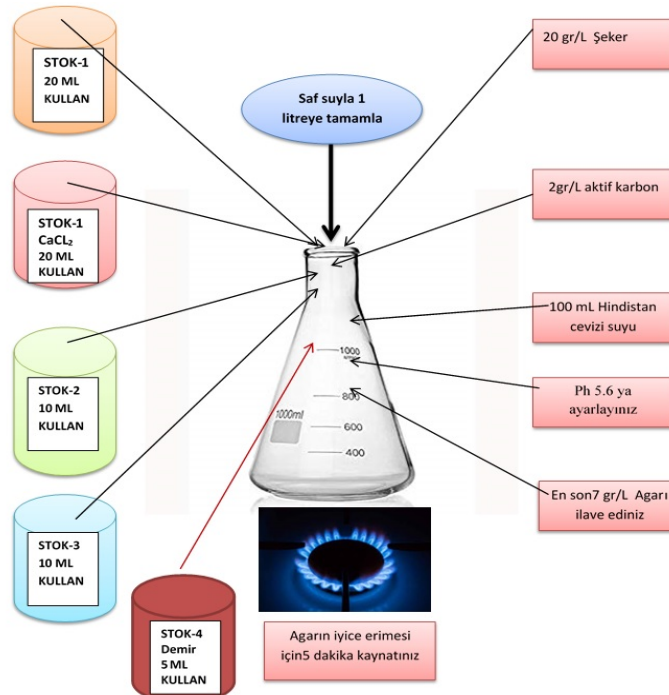 STOK-1
20 ML
KULLAN
Saf suyla 1
litreye tamamla
20 gr/L Şeker
STOK-1
CaCL₂
20 ML
KULLAN
2gr/L aktif karbon
100 mL Hindistan
cevizi suyu
STOK-2
10 ML
KULLAN
Ph 5.6 ya
ayarlayınız
1000
800
1000ml
600
400
En son7 gr/L Agarı
ilave ediniz
STOK-3
10 ML
KULLAN
STOK-4
Demir
5 ML
KULLAN
Agarın iyice erimesi
için5 dakika kaynatınız